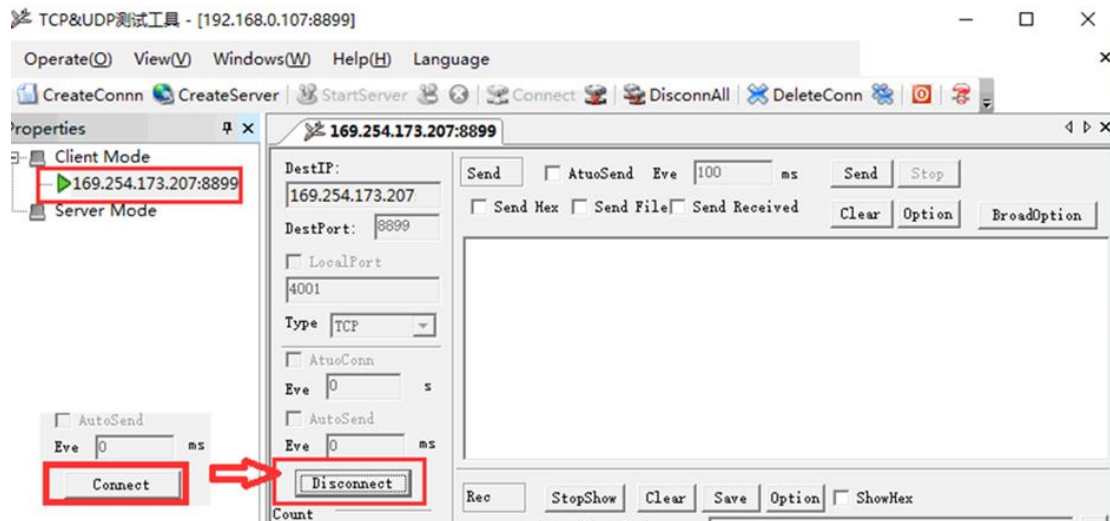 TCP&UDP测试工具 - [192.168.0.107:8899]
Operate(O) View(V) Windows(W) Help(H) Language
CreateConnn CreateServer StartServer Connect DisconnAll DeleteConn
Properties
Client Mode
169.254.173.207:8899
Server Mode
AutoSend
Eve 0 ms
Connect
169.254.173.207:8899
DestIP:
169.254.173.207
DestPort: 8899
LocalPort
4001
Type TCP
AtuoConn
Eve 0 s
AutoSend
Eve 0 ms
Disconnect
Count
Send AtuoSend Eve 100 ms Send Stop
Send Hex Send File Send Received Clear Option BroadOption
Rec StopShow Clear Save Option ShowHex